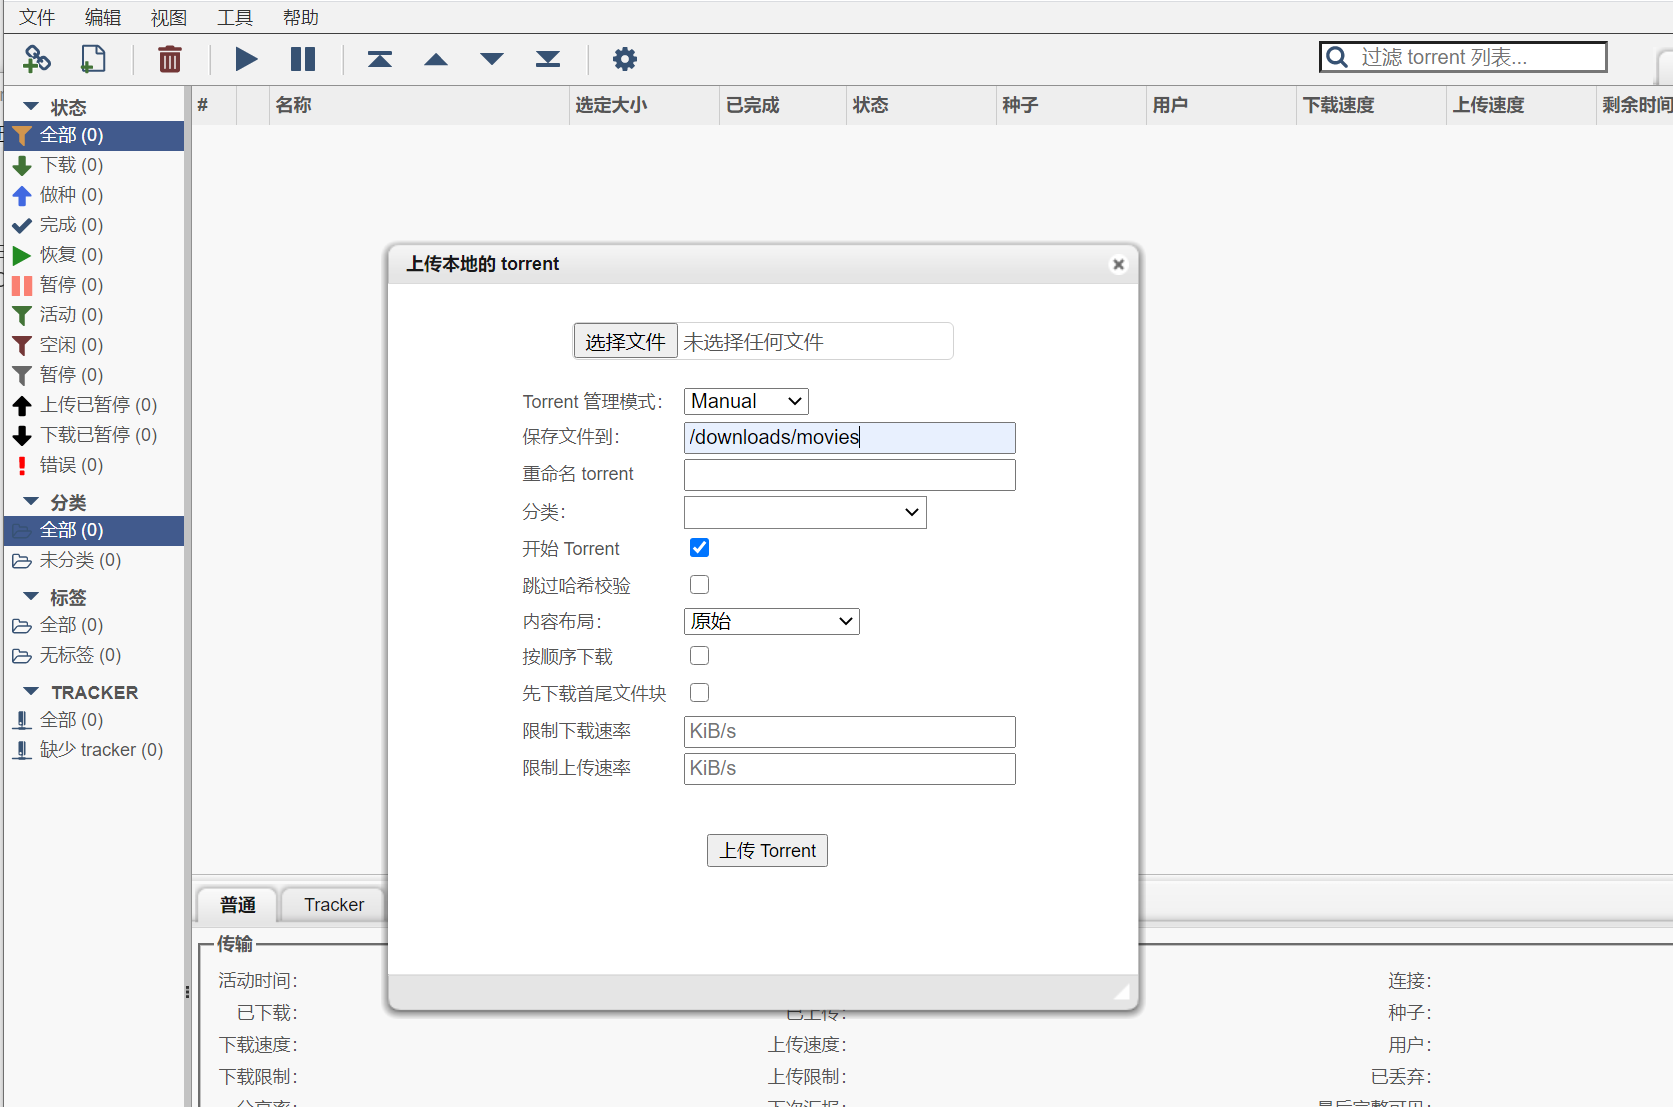 文件 编辑 视图 工具 帮助
过滤 torrent 列表...
状态
全部 (0)
下载 (0)
做种 (0)
完成 (0)
恢复 (0)
暂停 (0)
活动 (0)
空闲 (0)
暂停 (0)
上传已暂停 (0)
下载已暂停 (0)
错误 (0)
分类
全部 (0)
未分类 (0)
标签
全部 (0)
无标签 (0)
TRACKER
全部 (0)
缺少 tracker (0)
# 名称 选定大小 已完成 状态 种子 用户 下载速度 上传速度 剩余时间
上传本地的 torrent
选择文件 未选择任何文件
Torrent 管理模式： Manual
保存文件到： /downloads/movies
重命名 torrent
分类：
开始 Torrent
跳过哈希校验
内容布局： 原始
按顺序下载
先下载首尾文件块
限制下载速率 KiB/s
限制上传速率 KiB/s
上传 Torrent
普通 Tracker
传输
活动时间： 连接：
已下载： 已上传： 种子：
下载速度： 上传速度： 用户：
下载限制： 上传限制： 已丢弃：